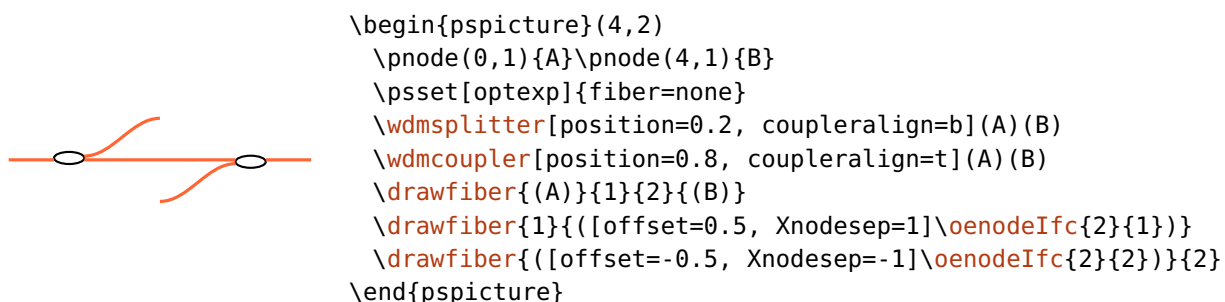 \begin{pspicture}(4,2)
\pnode(0,1){A}\pnode(4,1){B}
\psset[optexp]{fiber=none}
\wdmsplitter[position=0.2, coupleralign=b](A)(B)
\wdmcoupler[position=0.8, coupleralign=t](A)(B)
\drawfiber{(A)}{1}{2}{(B)}
\drawfiber{1}{([offset=0.5, Xnodesep=1]\oenodeIfc{2}{1})}
\drawfiber{([offset=-0.5, Xnodesep=-1]\oenodeIfc{2}{2})}{2}
\end{pspicture}